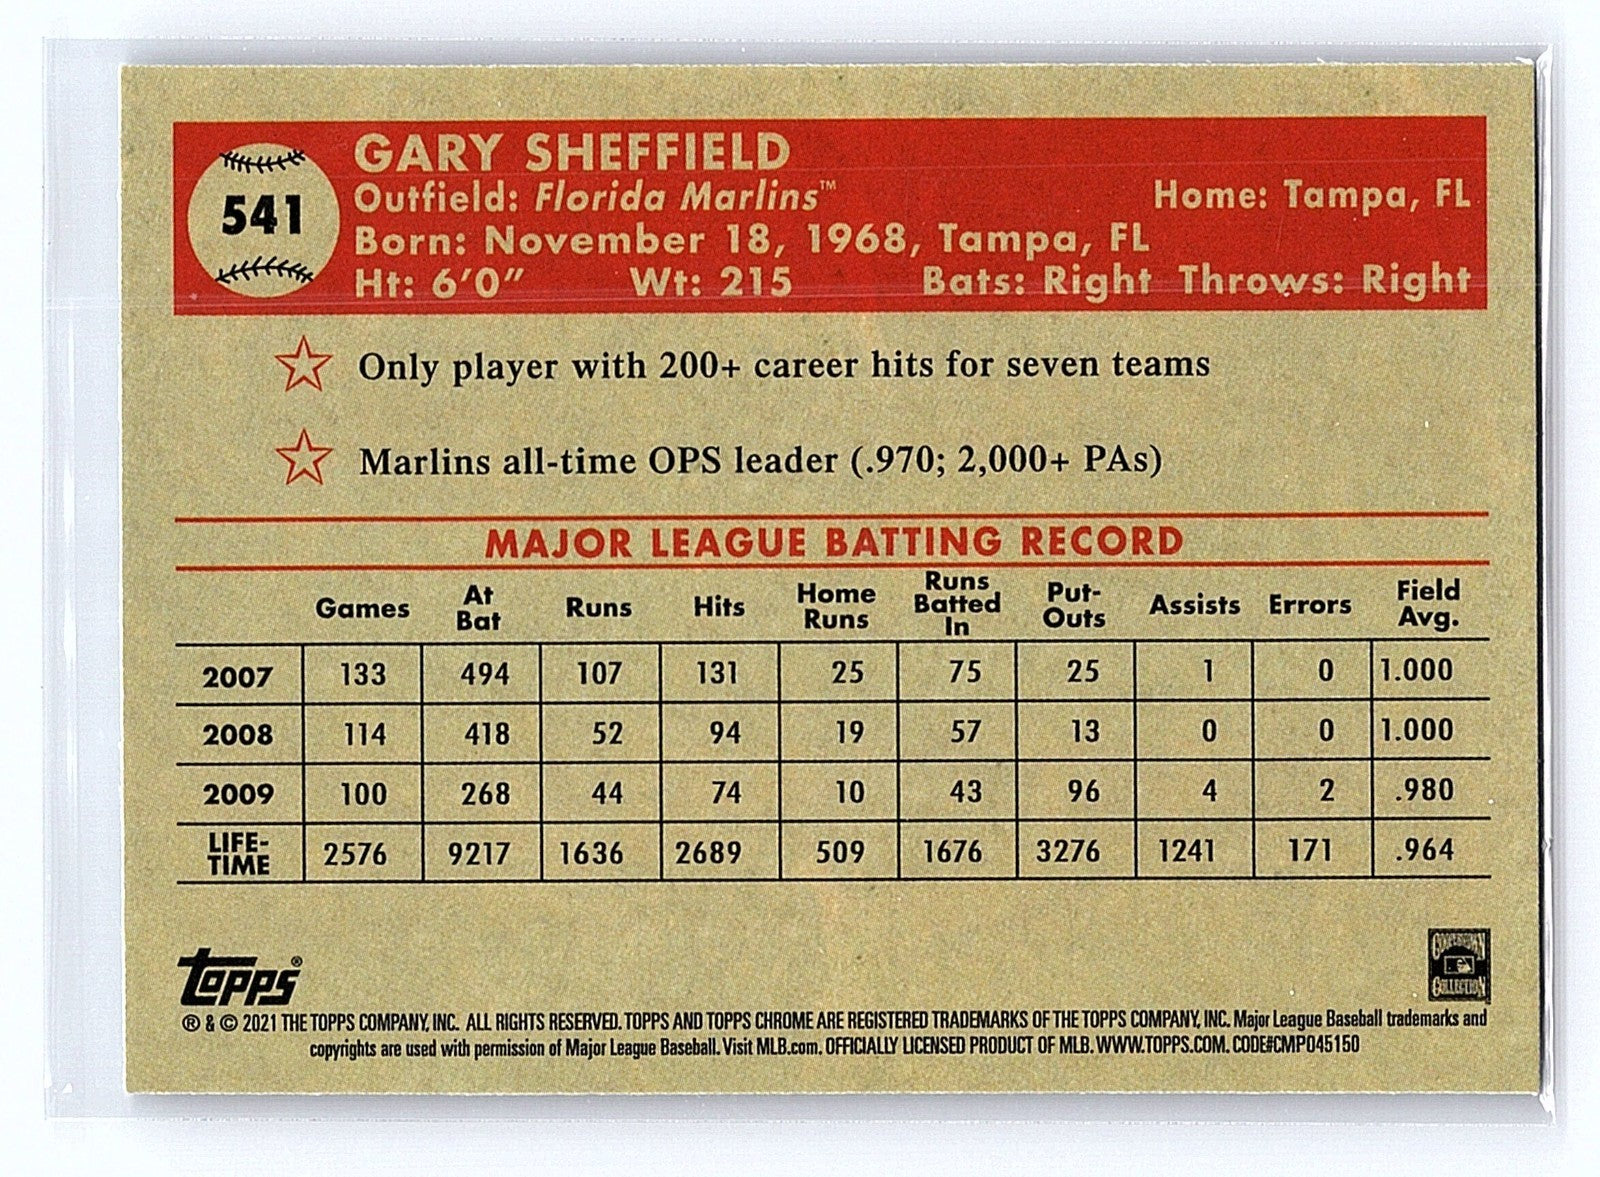 541
GARY SHEFFIELD
Outfield: Florida Marlins™ Home: Tampa, FL
Born: November 18, 1968, Tampa, FL
Ht: 6'0" Wt: 215 Bats: Right Throws: Right
Only player with 200+ career hits for seven teams
Marlins all-time OPS leader (.970; 2,000+ PAs)
MAJOR LEAGUE BATTING RECORD
Games At Bat Runs Hits Home Runs Runs Batted In Put-Outs Assists Errors Field Avg.
2007 133 494 107 131 25 75 25 1 0 1.000
2008 114 418 52 94 19 57 13 0 0 1.000
2009 100 268 44 74 10 43 96 4 2 .980
LIFE-TIME 2576 9217 1636 2689 509 1676 3276 1241 171 .964
topps®
COOPERSTOWN COLLECTION
® & © 2021 THE TOPPS COMPANY, INC. ALL RIGHTS RESERVED. TOPPS AND TOPPS CHROME ARE REGISTERED TRADEMARKS OF THE TOPPS COMPANY, INC. Major League Baseball trademarks and
copyrights are used with permission of Major League Baseball. Visit MLB.com. OFFICIALLY LICENSED PRODUCT OF MLB. WWW.TOPPS.COM. CODE#CMP045150